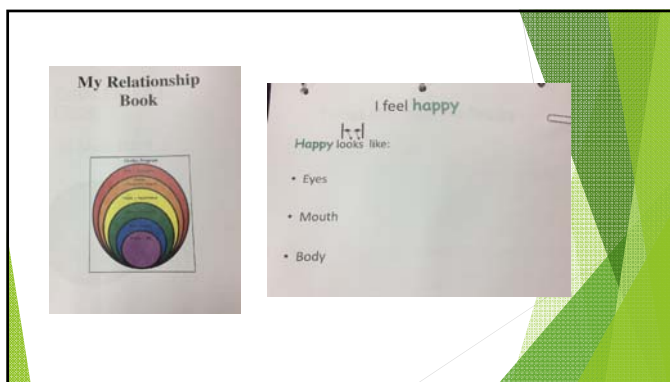 My Relationship
Book
I feel happy
Happy looks like:
• Eyes
• Mouth
• Body